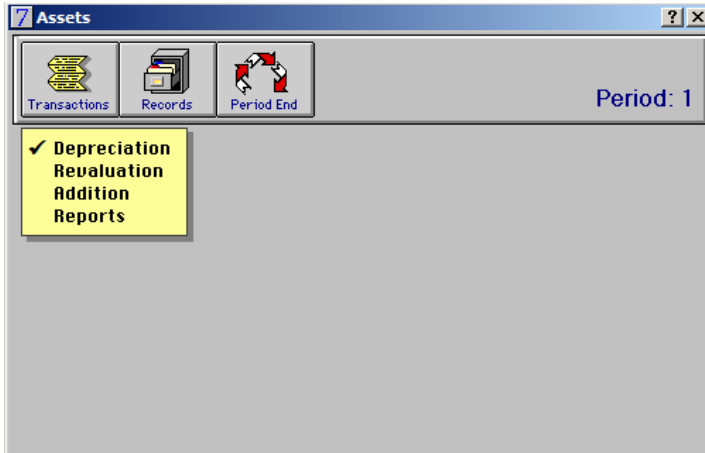 7 Assets
? X
Transactions Records Period End
Period: 1
✓ Depreciation
Revaluation
Addition
Reports